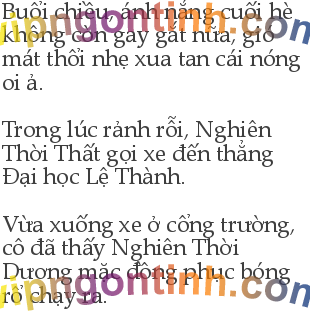 Buổi chiều, ánh nắng cuối hè
không còn gay gắt nữa, gió
mát thổi nhẹ xua tan cái nóng
oi ả.
Trong lúc rảnh rỗi, Nghiên
Thời Thất gọi xe đến thẳng
Đại học Lệ Thành.
Vừa xuống xe ở cổng trường,
cô đã thấy Nghiên Thời
Dương mặc đồng phục bóng
rổ chạy ra.
vipngontinh.com
vipngontinh.com